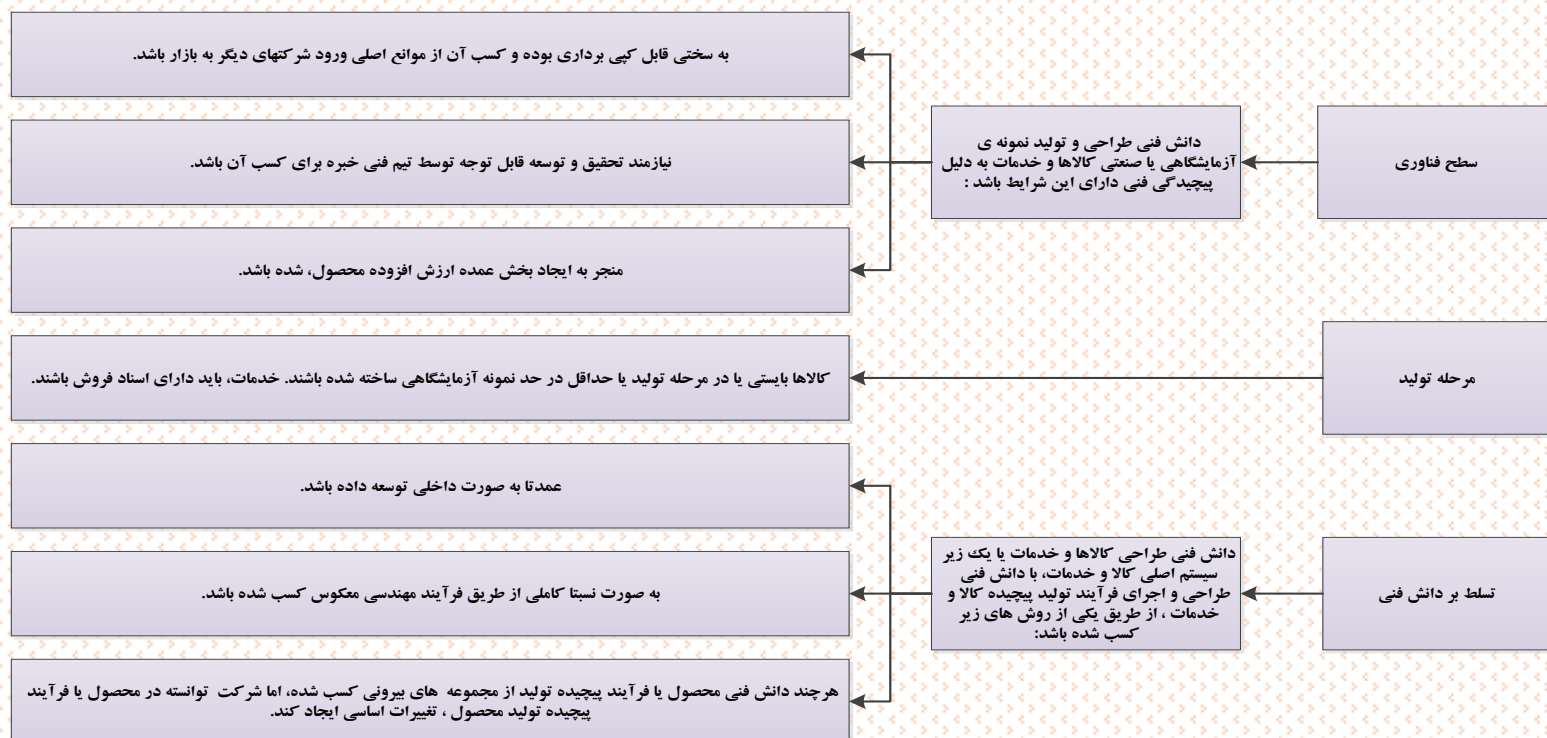 سطح فناوری
دانش فنی طراحی و تولید نمونه ی
آزمایشگاهی یا صنعتی کالاها و خدمات به دلیل
پیچیدگی فنی دارای این شرایط باشد :
به سختی قابل کپی برداری بوده و کسب آن از موانع اصلی ورود شرکتهای دیگر به بازار باشد.
نیازمند تحقیق و توسعه قابل توجه توسط تیم فنی خبره برای کسب آن باشد.
منجر به ایجاد بخش عمده ارزش افزوده محصول، شده باشد.
مرحله تولید
کالاها بایستی یا در مرحله تولید یا حداقل در حد نمونه آزمایشگاهی ساخته شده باشند. خدمات، باید دارای اسناد فروش باشند.
تسلط بر دانش فنی
دانش فنی طراحی کالاها و خدمات یا یک زیر
سیستم اصلی کالا و خدمات، با دانش فنی
طراحی و اجرای فرآیند تولید پیچیده کالا و
خدمات ، از طریق یکی از روش های زیر
کسب شده باشد:
عمدتا به صورت داخلی توسعه داده باشد.
به صورت نسبتا کاملی از طریق فرآیند مهندسی معکوس کسب شده باشد.
هرچند دانش فنی محصول یا فرآیند پیچیده تولید از مجموعه های بیرونی کسب شده، اما شرکت توانسته در محصول یا فرآیند
پیچیده تولید محصول ، تغییرات اساسی ایجاد کند.